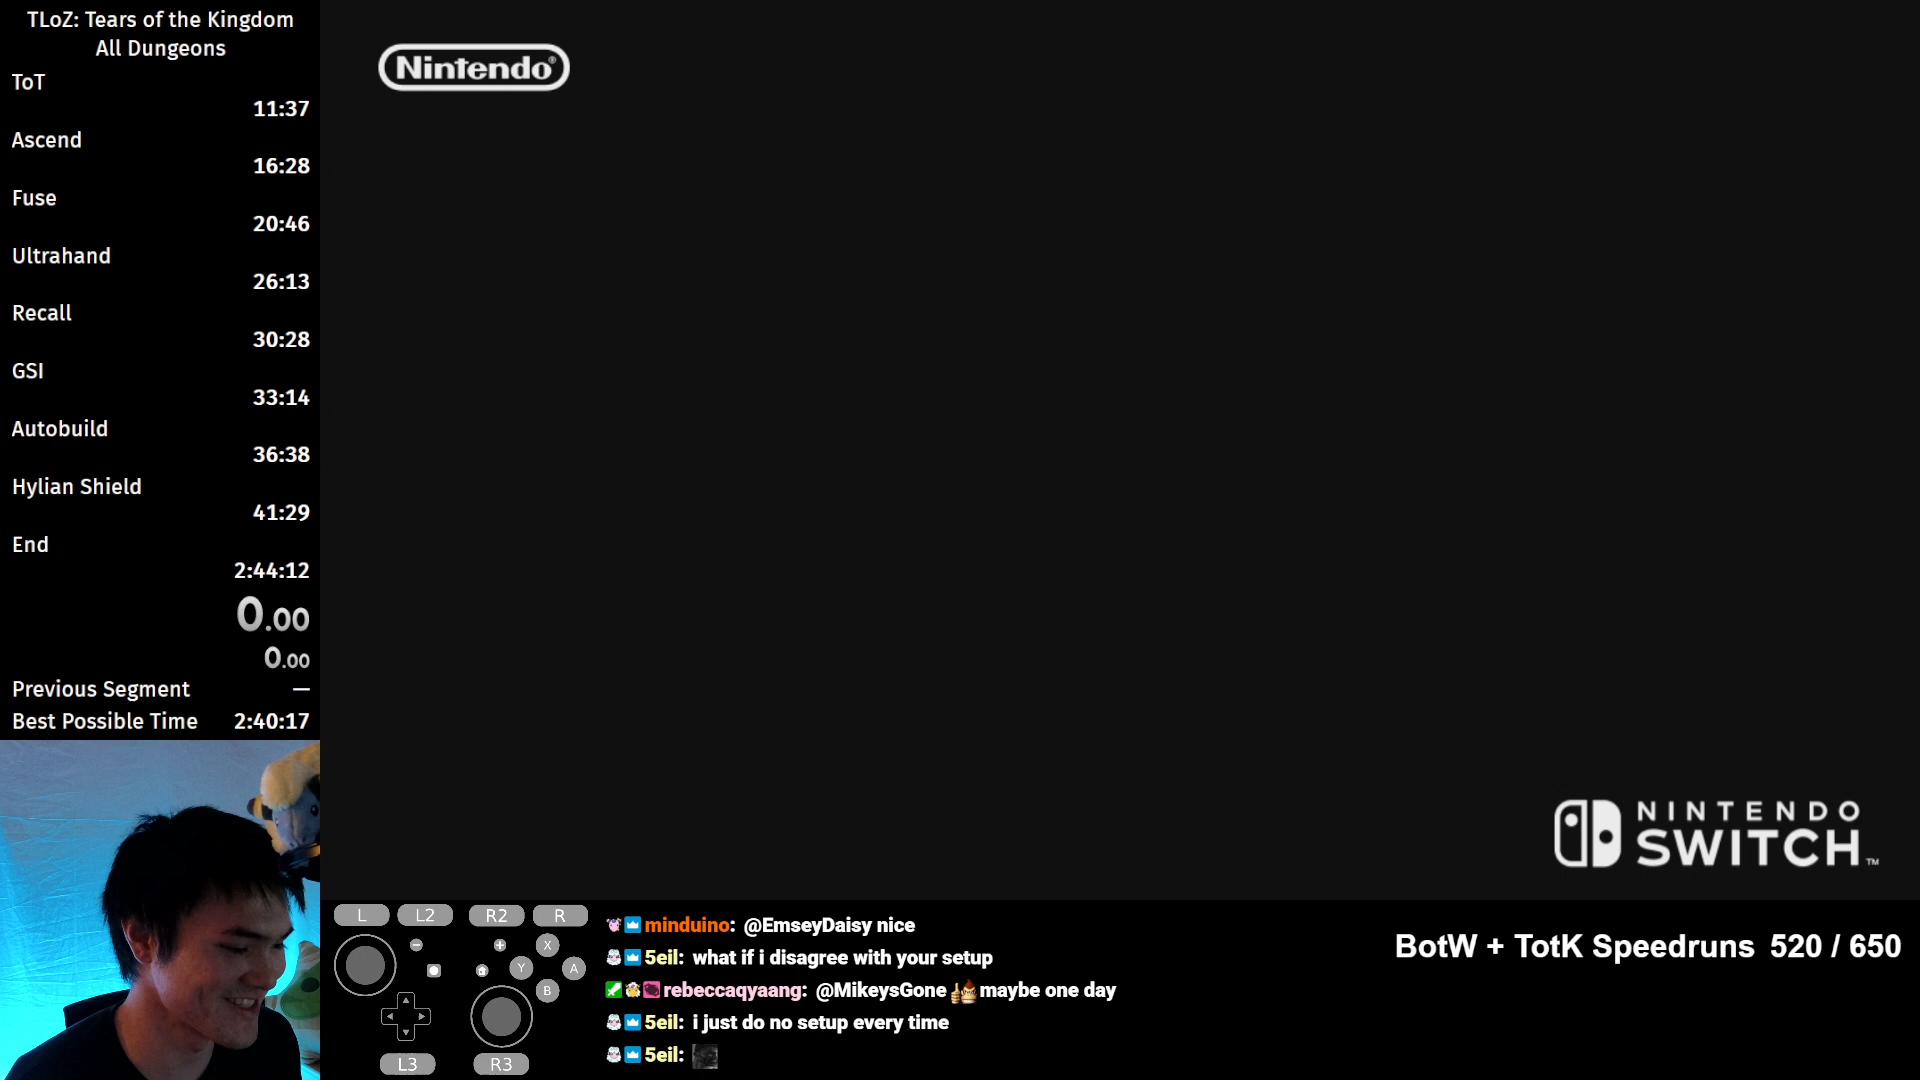 TLoZ: Tears of the Kingdom
All Dungeons
ToT
11:37
Ascend
16:28
Fuse
20:46
Ultrahand
26:13
Recall
30:28
GSI
33:14
Autobuild
36:38
Hylian Shield
41:29
End
2:44:12
0.00
0.00
Previous Segment —
Best Possible Time 2:40:17
Nintendo®
NINTENDO
SWITCH™
L L2 R2 R
X
Y A
B
L3 R3
minduino: @EmseyDaisy nice
5eil: what if i disagree with your setup
rebeccaqyaang: @MikeysGone maybe one day
5eil: i just do no setup every time
5eil:
BotW + TotK Speedruns 520 / 650